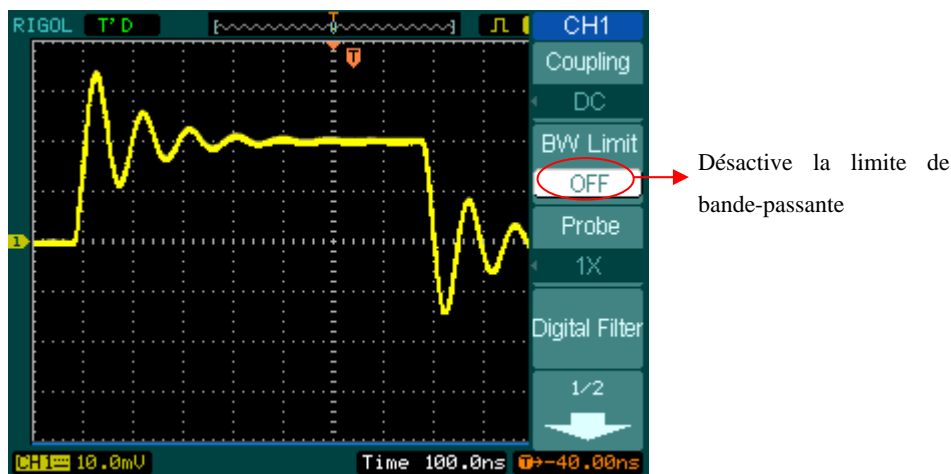 RIGOL T'D T CH1
T
Coupling
DC
BW Limit
OFF
Probe
1X
Digital Filter
1/2
1
CH1 10.0mV Time 100.0ns T→-40.00ns
Désactive la limite de
bande-passante